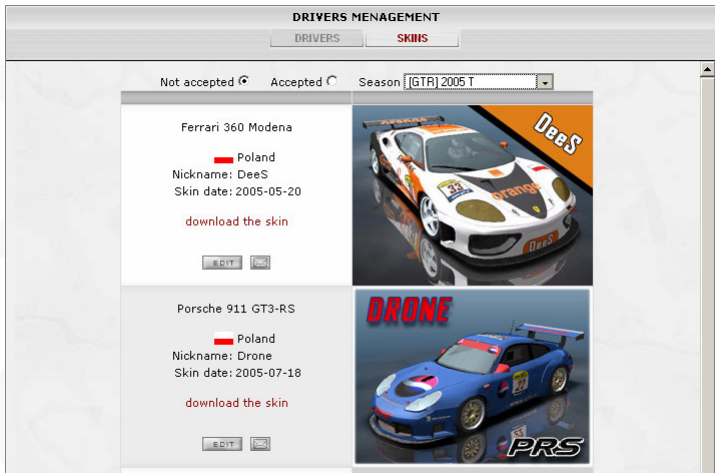 DRIVERS MENAGEMENT
DRIVERS SKINS
Not accepted Accepted Season [GTR] 2005 T
Ferrari 360 Modena
Poland
Nickname: DeeS
Skin date: 2005-05-20
download the skin
EDIT
DeeS
33
orange
DeeS
Porsche 911 GT3-RS
Poland
Nickname: Drone
Skin date: 2005-07-18
download the skin
EDIT
DRONE
22
PRS